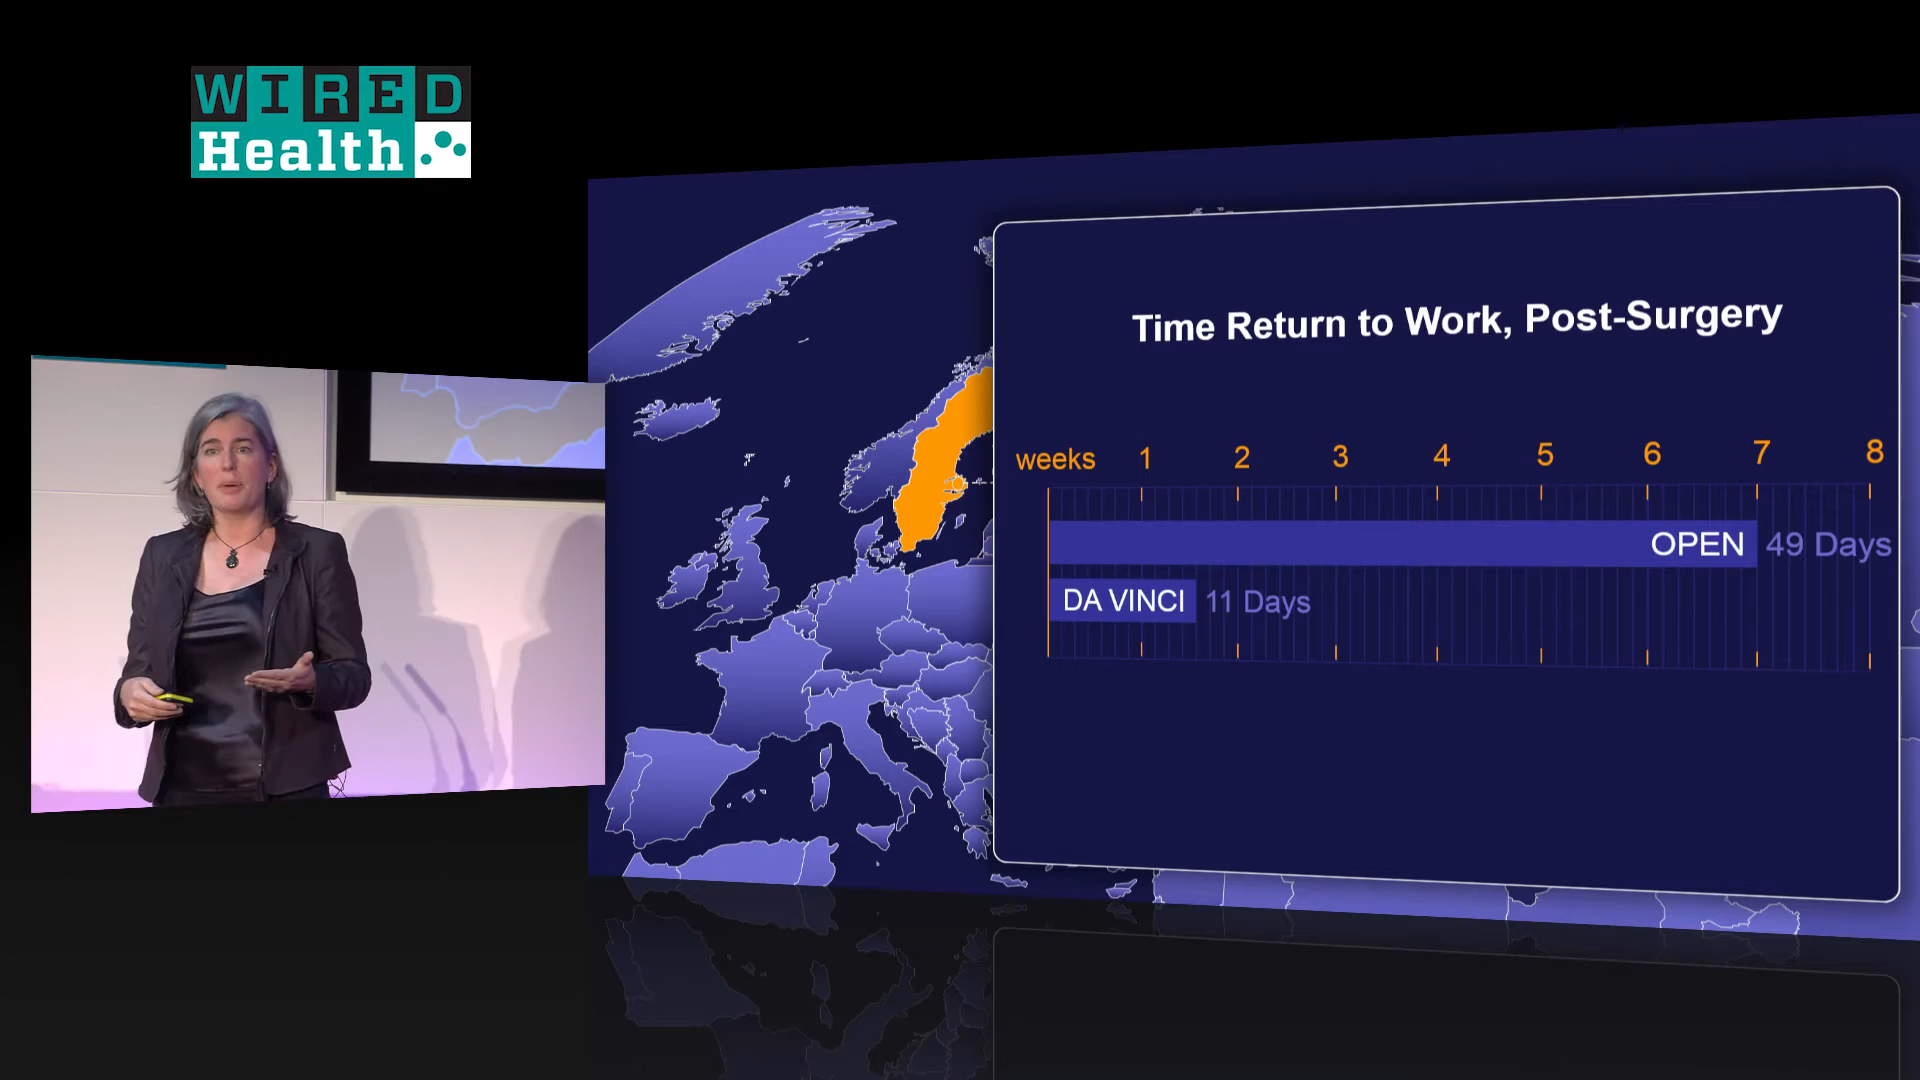 WIRED
Health
Time Return to Work, Post-Surgery
weeks 1 2 3 4 5 6 7 8
OPEN 49 Days
DA VINCI 11 Days